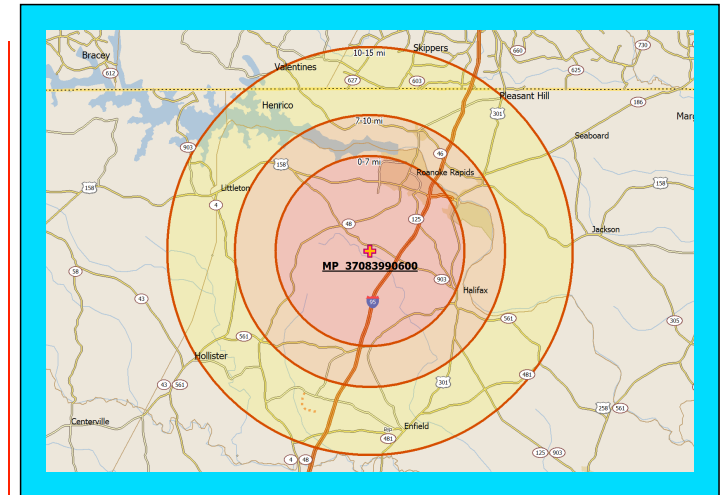 Bracey
Skippers
10-15 mi
660
730
612
Valentines
627
603
625
Henrico
Pleasant Hill
186
301
Marg
7-10 mi
Seaboard
903
46
0-7 mi
158
Roanoke Rapids
158
Littleton
158
4
48
125
Jackson
MP_37083990600
58
903
Halifax
43
95
561
305
561
Hollister
481
43
561
301
258
561
Centerville
Enfield
BUS
481
4
48
125
903